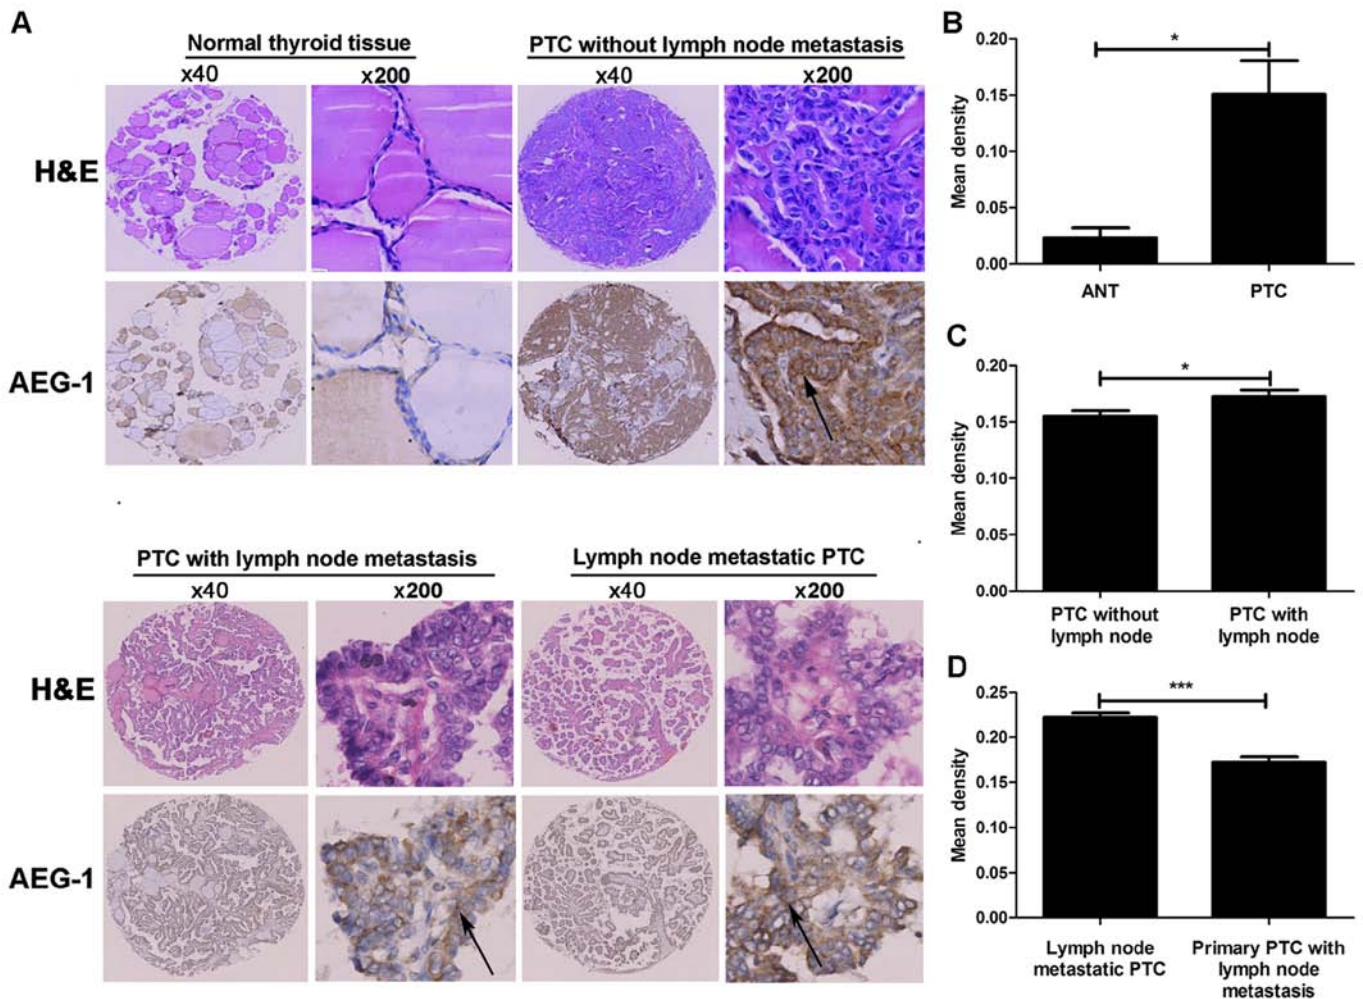 A
Normal thyroid tissue
PTC without lymph node metastasis
x40
x200
x40
x200
H&E
AEG-1
PTC with lymph node metastasis
Lymph node metastatic PTC
x40
x200
x40
x200
H&E
AEG-1
B
0.20
0.15
0.10
0.05
0.00
Mean density
*
ANT
PTC
C
0.20
0.15
0.10
0.05
0.00
Mean density
*
PTC without
lymph node
PTC with
lymph node
D
0.25
0.20
0.15
0.10
0.05
0.00
Mean density
***
Lymph node
metastatic PTC
Primary PTC with
lymph node
metastasis